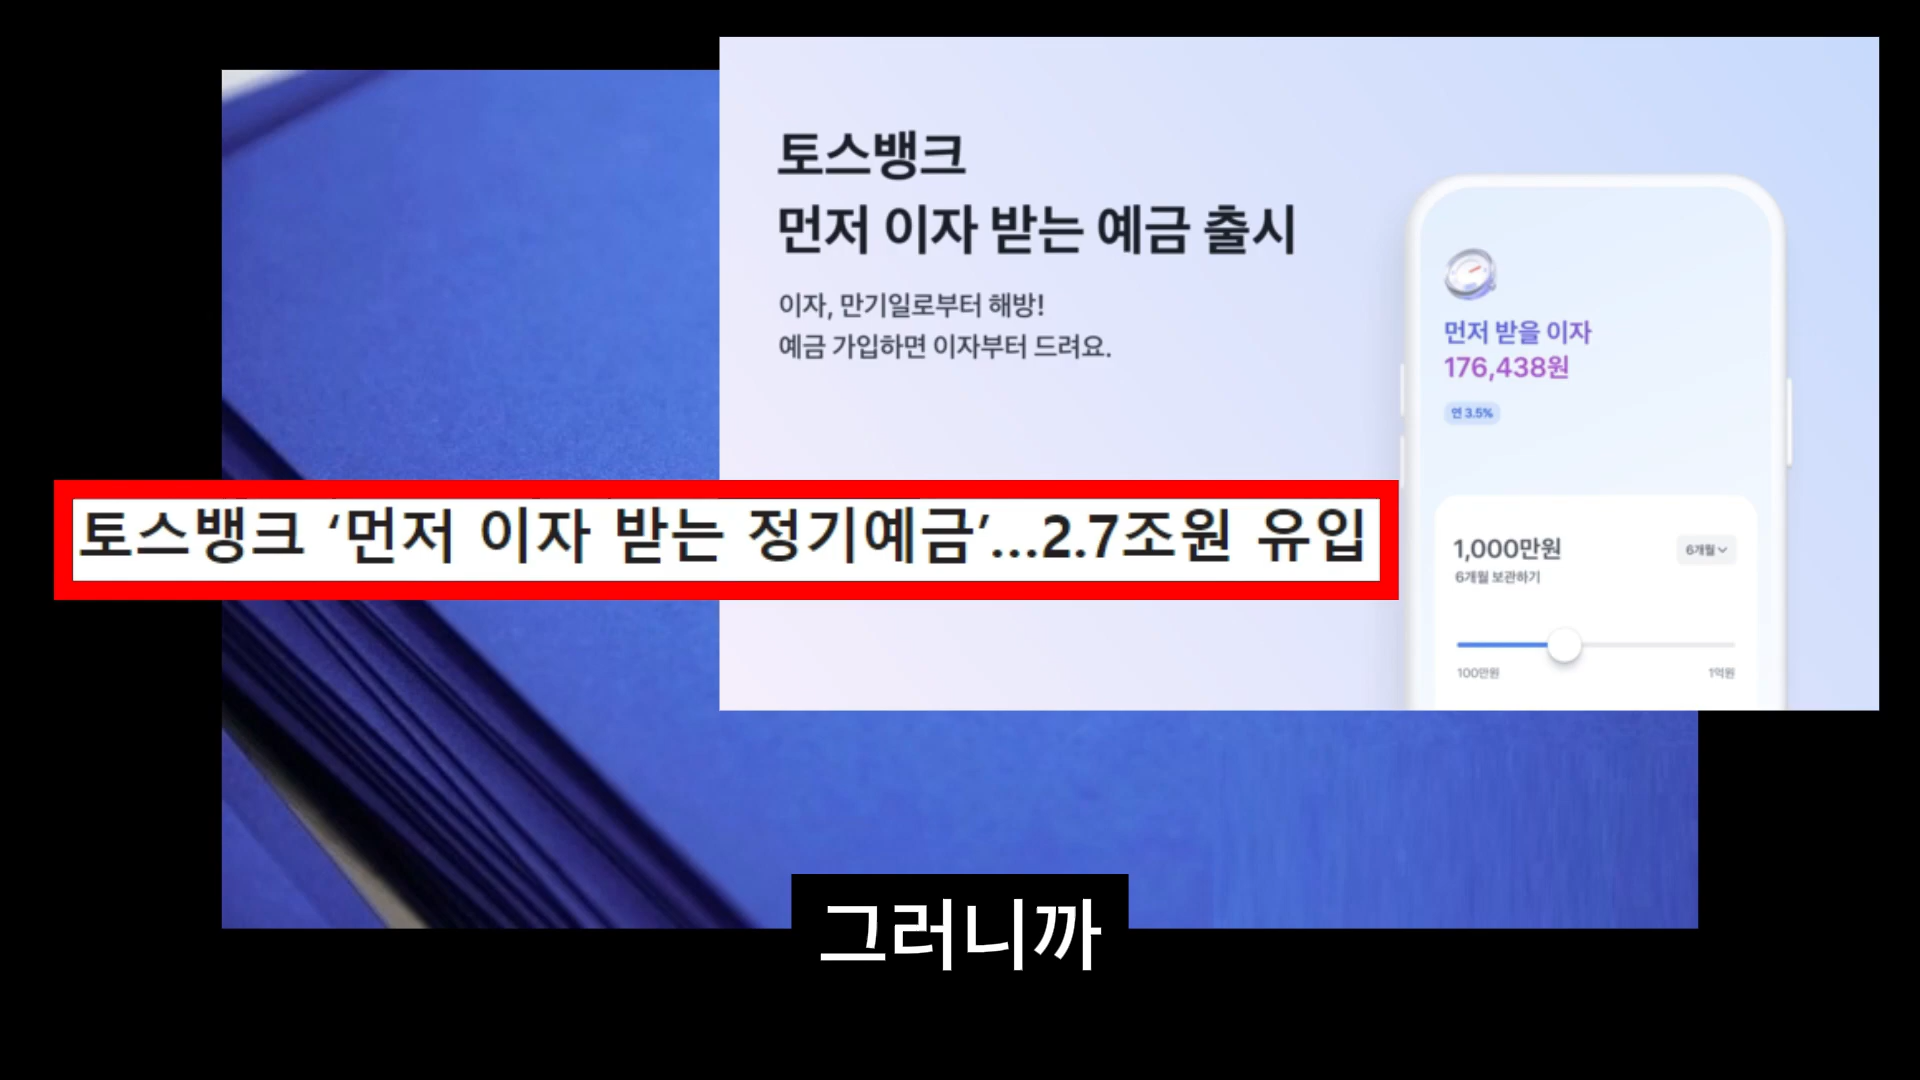 토스뱅크
먼저 이자 받는 예금 출시
이자, 만기일로부터 해방!
예금 가입하면 이자부터 드려요.
먼저 받을 이자
176,438원
연 3.5%
토스뱅크 ‘먼저 이자 받는 정기예금’...2.7조원 유입
1,000만원
6개월
6개월 보관하기
100만원
1억원
그러니까